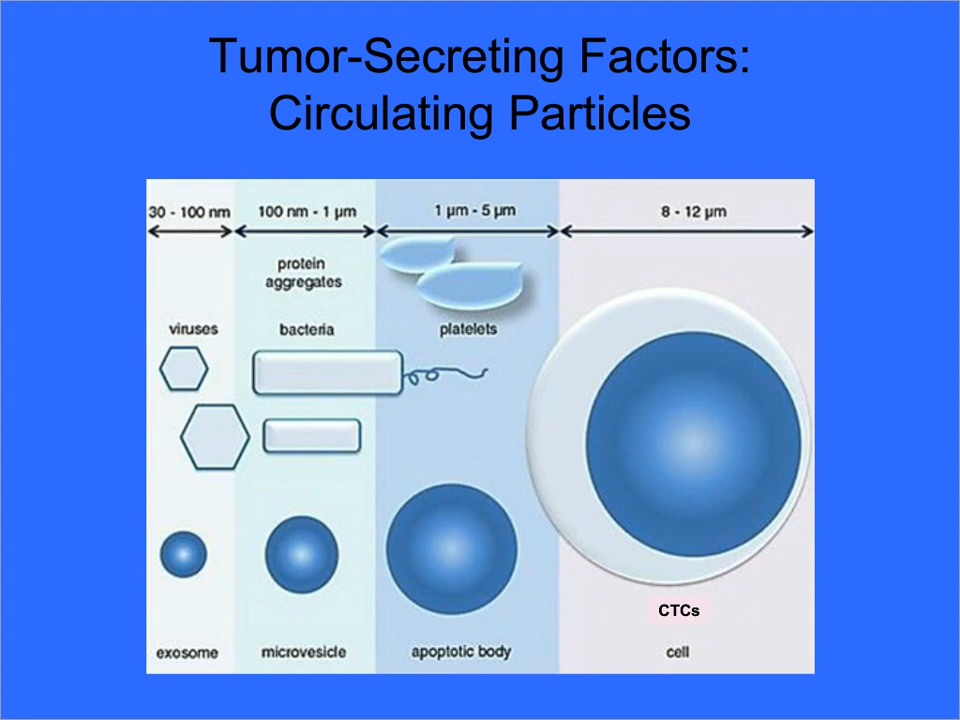 Tumor-Secreting Factors:
Circulating Particles
30 - 100 nm
100 nm - 1 µm
1 µm - 5 µm
8 - 12 µm
protein
aggregates
viruses
bacteria
platelets
CTCs
exosome
microvesicle
apoptotic body
cell